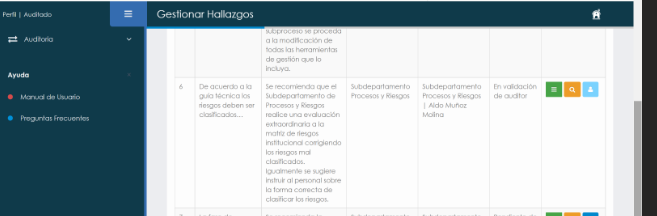 Perfil | Auditado
Gestionar Hallazgos
Auditoría
Ayuda
Manual de Usuario
Preguntas Frecuentes
subproceso se proceda
a la modificación de
todas las herramientas
de gestión que lo
incluya.
6
De acuerdo a la
guía técnica los
riesgos deben ser
clasificados...
Se recomienda que el
Subdepartamento de
Procesos y Riesgos
realice una evaluación
extraordinaria a la
matriz de riesgos
institucional corrigiendo
los riesgos mal
clasificados.
Igualmente se sugiere
instruir al personal sobre
la forma correcta de
clasificar los riesgos.
Subdepartamento
Procesos y Riesgos
Subdepartamento
Procesos y Riesgos
| Aldo Muñoz
Molina
En validación
de auditor